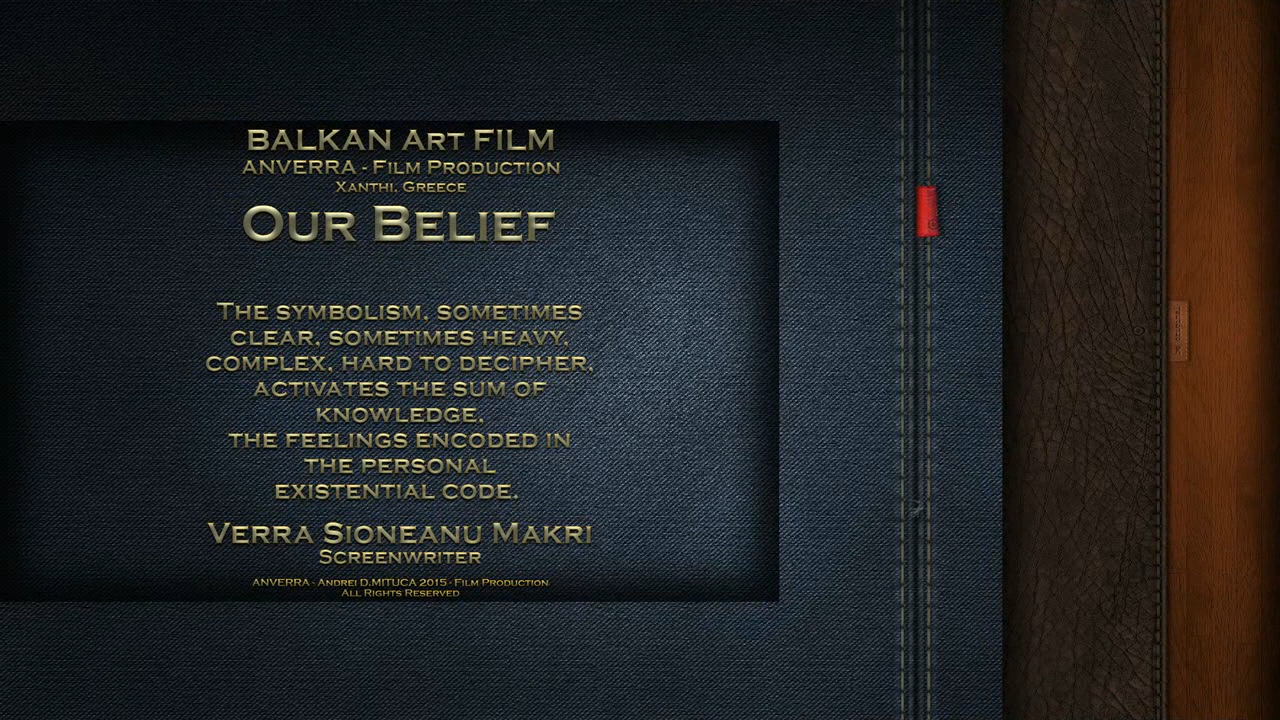 BALKAN Art FILM
ANVERRA - Film Production
Xanthi, Greece
Our Belief
The symbolism, sometimes
clear, sometimes heavy,
complex, hard to decipher,
activates the sum of
knowledge,
the feelings encoded in
the personal
existential code.
Verra Sioneanu Makri
Screenwriter
ANVERRA - Andrei D.MITUCA 2015 - Film Production
All Rights Reserved